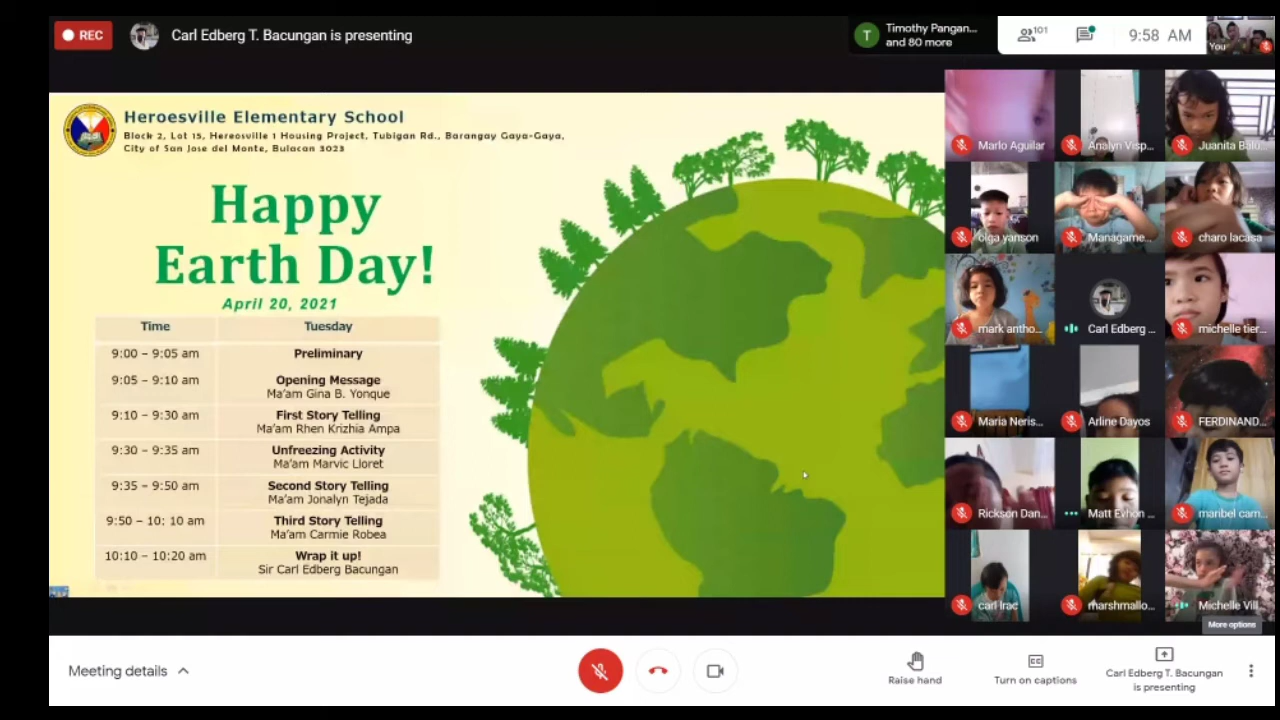 REC
Carl Edberg T. Bacungan is presenting
T
Timothy Pangan...
and 80 more
101
9:58 AM
You
Heroesville Elementary School
Block 2, Lot 15, Hereosville 1 Housing Project, Tubigan Rd., Barangay Gaya-Gaya,
City of San Jose del Monte, Bulacan 3023
Happy
Earth Day!
April 20, 2021
Time Tuesday
9:00 – 9:05 am Preliminary
9:05 – 9:10 am Opening Message
Ma'am Gina B. Yonque
9:10 – 9:30 am First Story Telling
Ma'am Rhen Krizhia Ampa
9:30 – 9:35 am Unfreezing Activity
Ma'am Marvic Lloret
9:35 – 9:50 am Second Story Telling
Ma'am Jonalyn Tejada
9:50 – 10: 10 am Third Story Telling
Ma'am Carmie Robea
10:10 – 10:20 am Wrap it up!
Sir Carl Edberg Bacungan
Marlo Aguilar Analyn Visp... Juanita Balu...
olga yanson Managame... charo lacasa
mark antho... Carl Edberg ... michelle tier...
Maria Neris... Arline Dayos FERDINAND...
Rickson Dan... Matt Evhon ... maribel cam...
carl Irac marshmallo... Michelle Vill
More options
Meeting details
Raise hand
Turn on captions
Carl Edberg T. Bacungan
is presenting